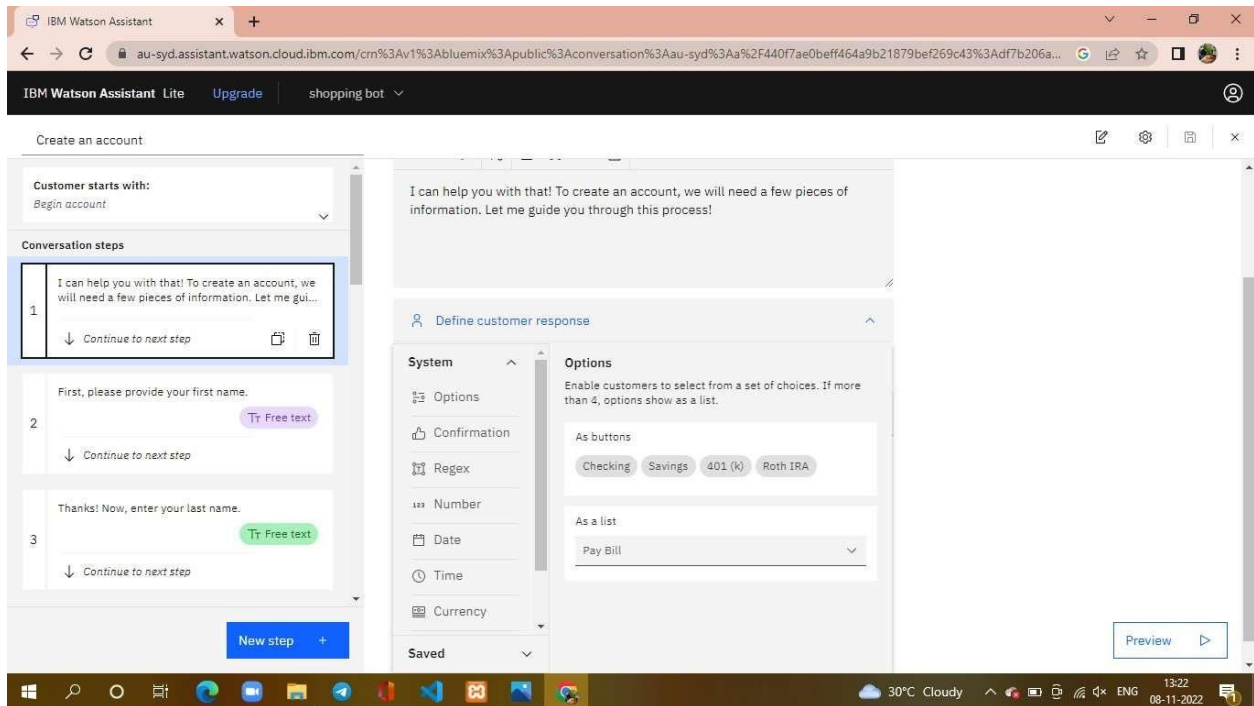 IBM Watson Assistant
au-syd.assistant.watson.cloud.ibm.com/crn%3Av1%3Abluemix%3Apublic%3Aconversation%3Aau-syd%3Aa%2F440f7ae0beff464a9b21879bef269c43%3Adf7b206a...
IBM Watson Assistant Lite Upgrade shopping bot
Create an account
Customer starts with:
Begin account
Conversation steps
1
I can help you with that! To create an account, we
will need a few pieces of information. Let me gui...
Continue to next step
2
First, please provide your first name.
Tт Free text
Continue to next step
3
Thanks! Now, enter your last name.
Tт Free text
Continue to next step
New step +
I can help you with that! To create an account, we will need a few pieces of
information. Let me guide you through this process!
Define customer response
System
Options
Confirmation
Regex
123 Number
Date
Time
Currency
Saved
Options
Enable customers to select from a set of choices. If more
than 4, options show as a list.
As buttons
Checking Savings 401 (k) Roth IRA
As a list
Pay Bill
Preview
30°C Cloudy
ENG
13:22
08-11-2022